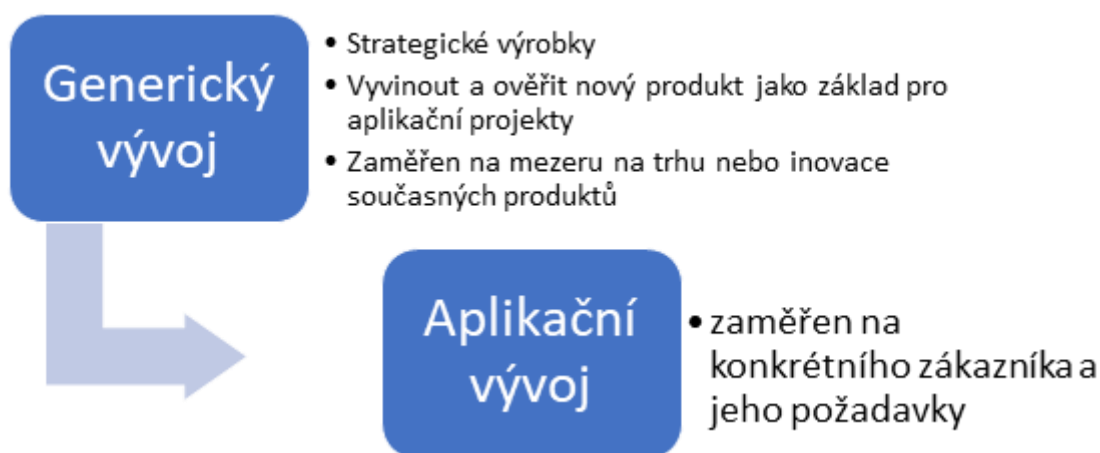 Generický
vývoj
• Strategické výrobky
• Vyvinout a ověřit nový produkt jako základ pro
aplikační projekty
• Zaměřen na mezeru na trhu nebo inovace
současných produktů
Aplikační
vývoj
• zaměřen na
konkrétního zákazníka a
jeho požadavky